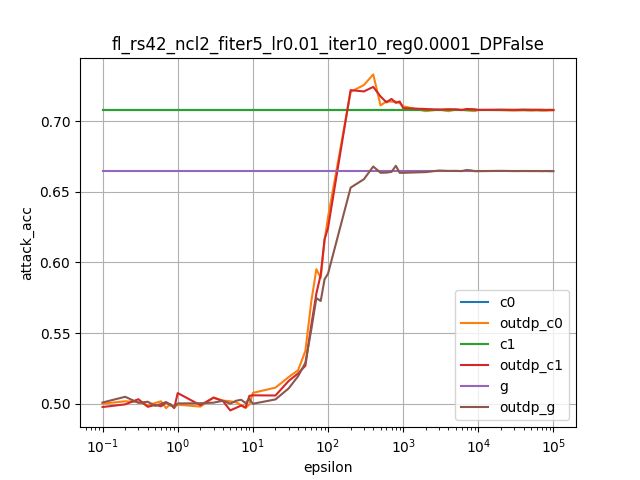 fl_rs42_ncl2_fiter5_lr0.01_iter10_reg0.0001_DPFalse
attack_acc
0.70
0.65
0.60
0.55
0.50
c0
outdp_c0
c1
outdp_c1
g
outdp_g
10⁻¹ 10⁰ 10¹ 10² 10³ 10⁴ 10⁵
epsilon